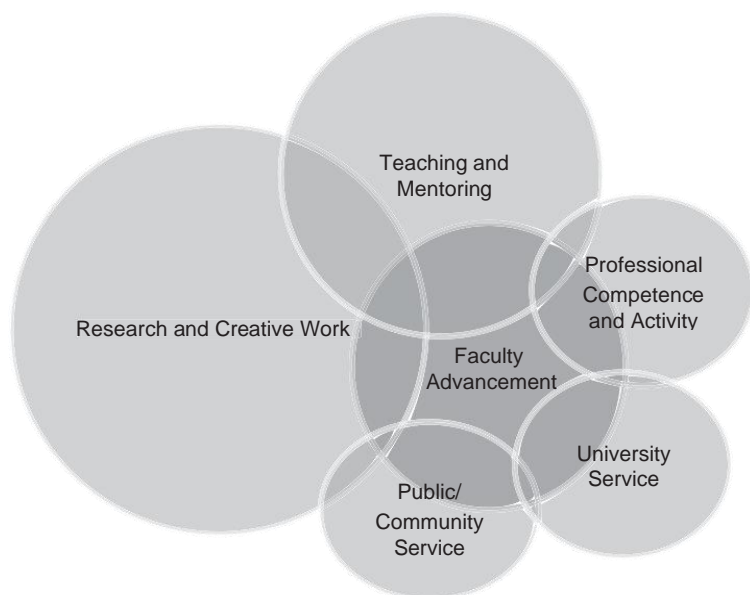 Teaching and
Mentoring
Professional
Competence
and Activity
Research and Creative Work
Faculty
Advancement
University
Service
Public/
Community
Service